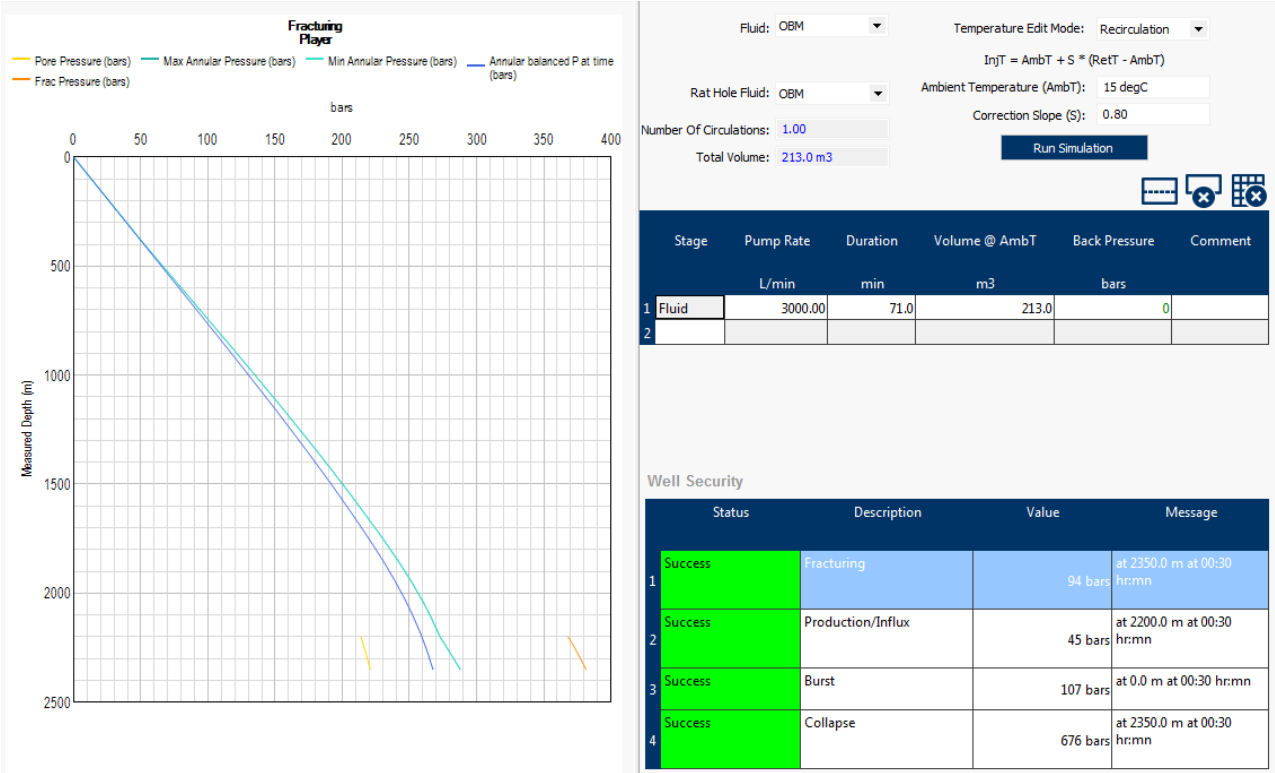 Fracturing
Player
Pore Pressure (bars)
Max Annular Pressure (bars)
Min Annular Pressure (bars)
Annular balanced P at time
(bars)
Frac Pressure (bars)
bars
0 50 100 150 200 250 300 350 400
0
500
1000
1500
2000
2500
Measured Depth (m)
Fluid: OBM
Temperature Edit Mode: Recirculation
InjT = AmbT + S * (RetT - AmbT)
Rat Hole Fluid: OBM
Ambient Temperature (AmbT): 15 degC
Correction Slope (S): 0.80
Number Of Circulations: 1.00
Total Volume: 213.0 m3
Run Simulation
Stage Pump Rate Duration Volume @ AmbT Back Pressure Comment
L/min min m3 bars
1 Fluid 3000.00 71.0 213.0 0
2
Well Security
Status Description Value Message
1 Success Fracturing 94 bars at 2350.0 m at 00:30
hr:mn
2 Success Production/Influx 45 bars at 2200.0 m at 00:30
hr:mn
3 Success Burst 107 bars at 0.0 m at 00:30 hr:mn
4 Success Collapse 676 bars at 2350.0 m at 00:30
hr:mn